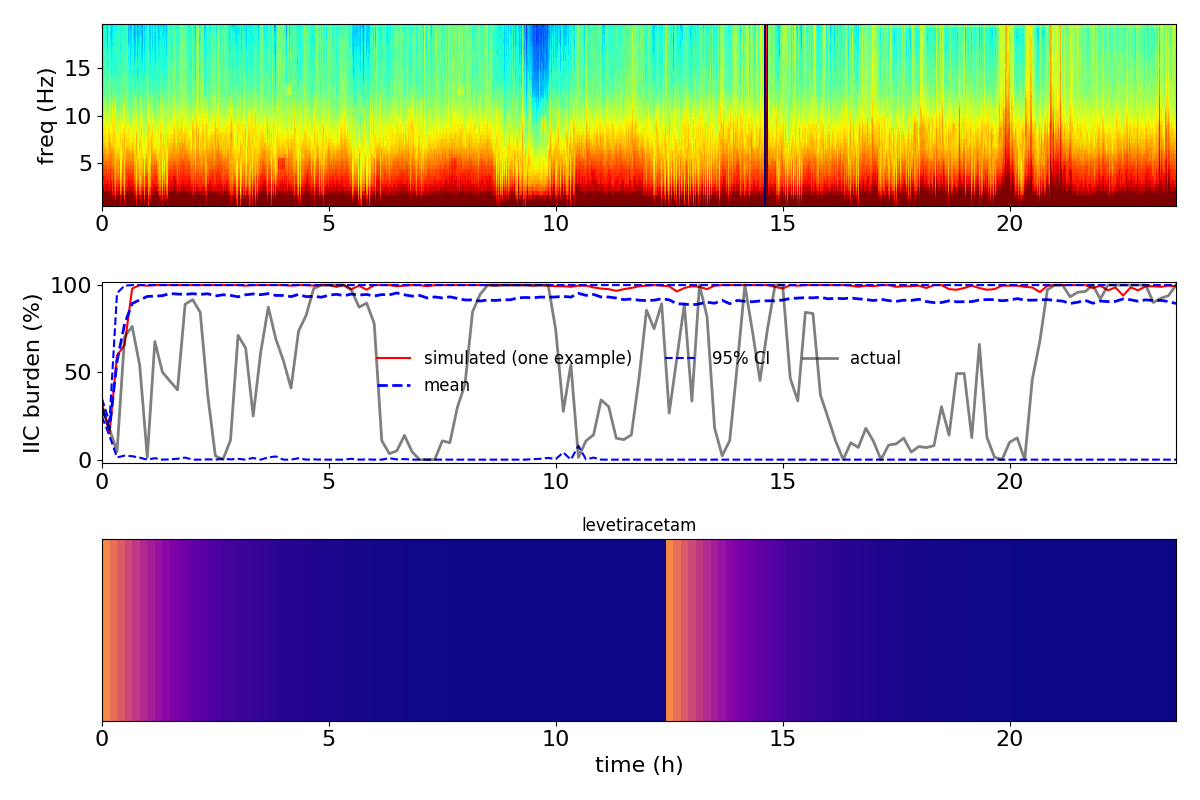 freq (Hz)
15
10
5
0 5 10 15 20
IIC burden (%)
100
50
0
simulated (one example)
mean
95% CI
actual
0 5 10 15 20
levetiracetam
0 5 10 15 20
time (h)